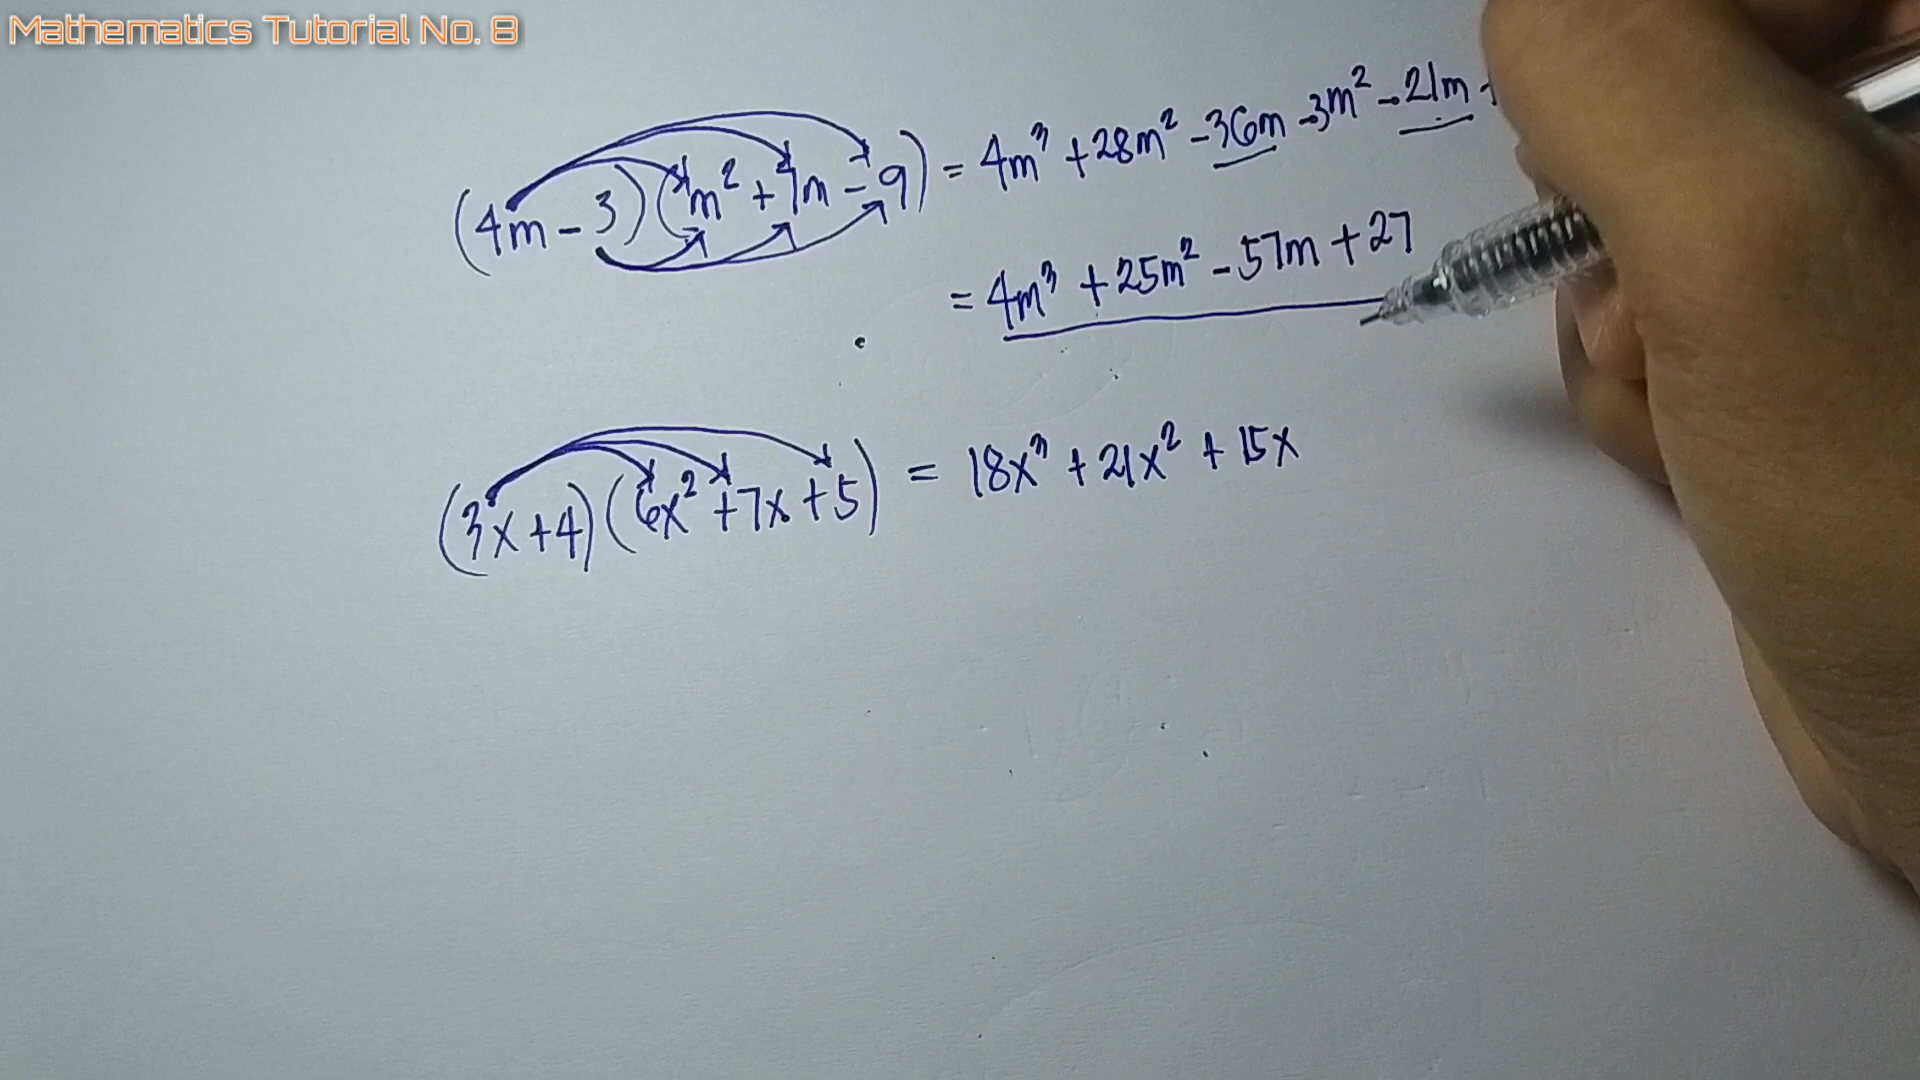 Mathematics Tutorial No. 8
(4m - 3)(m² + 7m - 9) = 4m³ + 28m² - 36m - 3m² - 21m +
= 4m³ + 25m² - 57m + 27
(3x + 4)(6x² + 7x + 5) = 18x³ + 21x² + 15x